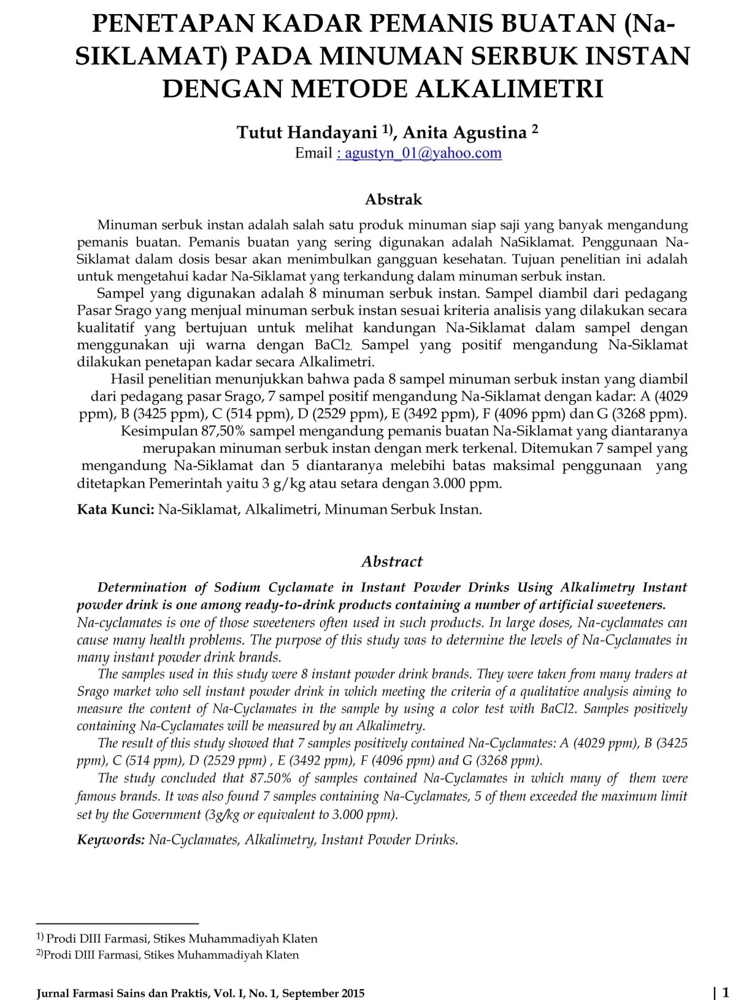 PENETAPAN KADAR PEMANIS BUATAN (Na-
SIKLAMAT) PADA MINUMAN SERBUK INSTAN
DENGAN METODE ALKALIMETRI
Tutut Handayani 1), Anita Agustina 2
Email : agustyn_01@yahoo.com
Abstrak
Minuman serbuk instan adalah salah satu produk minuman siap saji yang banyak mengandung
pemanis buatan. Pemanis buatan yang sering digunakan adalah NaSiklamat. Penggunaan Na-
Siklamat dalam dosis besar akan menimbulkan gangguan kesehatan. Tujuan penelitian ini adalah
untuk mengetahui kadar Na-Siklamat yang terkandung dalam minuman serbuk instan.
Sampel yang digunakan adalah 8 minuman serbuk instan. Sampel diambil dari pedagang
Pasar Srago yang menjual minuman serbuk instan sesuai kriteria analisis yang dilakukan secara
kualitatif yang bertujuan untuk melihat kandungan Na-Siklamat dalam sampel dengan
menggunakan uji warna dengan BaCl2. Sampel yang positif mengandung Na-Siklamat
dilakukan penetapan kadar secara Alkalimetri.
Hasil penelitian menunjukkan bahwa pada 8 sampel minuman serbuk instan yang diambil
dari pedagang pasar Srago, 7 sampel positif mengandung Na-Siklamat dengan kadar: A (4029
ppm), B (3425 ppm), C (514 ppm), D (2529 ppm), E (3492 ppm), F (4096 ppm) dan G (3268 ppm).
Kesimpulan 87,50% sampel mengandung pemanis buatan Na-Siklamat yang diantaranya
merupakan minuman serbuk instan dengan merk terkenal. Ditemukan 7 sampel yang
mengandung Na-Siklamat dan 5 diantaranya melebihi batas maksimal penggunaan yang
ditetapkan Pemerintah yaitu 3 g/kg atau setara dengan 3.000 ppm.
Kata Kunci: Na-Siklamat, Alkalimetri, Minuman Serbuk Instan.
Abstract
Determination of Sodium Cyclamate in Instant Powder Drinks Using Alkalimetry Instant
powder drink is one among ready-to-drink products containing a number of artificial sweeteners.
Na-cyclamates is one of those sweeteners often used in such products. In large doses, Na-cyclamates can
cause many health problems. The purpose of this study was to determine the levels of Na-Cyclamates in
many instant powder drink brands.
The samples used in this study were 8 instant powder drink brands. They were taken from many traders at
Srago market who sell instant powder drink in which meeting the criteria of a qualitative analysis aiming to
measure the content of Na-Cyclamates in the sample by using a color test with BaCl2. Samples positively
containing Na-Cyclamates will be measured by an Alkalimetry.
The result of this study showed that 7 samples positively contained Na-Cyclamates: A (4029 ppm), B (3425
ppm), C (514 ppm), D (2529 ppm) , E (3492 ppm), F (4096 ppm) and G (3268 ppm).
The study concluded that 87.50% of samples contained Na-Cyclamates in which many of them were
famous brands. It was also found 7 samples containing Na-Cyclamates, 5 of them exceeded the maximum limit
set by the Government (3g/kg or equivalent to 3.000 ppm).
Keywords: Na-Cyclamates, Alkalimetry, Instant Powder Drinks.
1) Prodi DIII Farmasi, Stikes Muhammadiyah Klaten
2)Prodi DIII Farmasi, Stikes Muhammadiyah Klaten
Jurnal Farmasi Sains dan Praktis, Vol. I, No. 1, September 2015 | 1